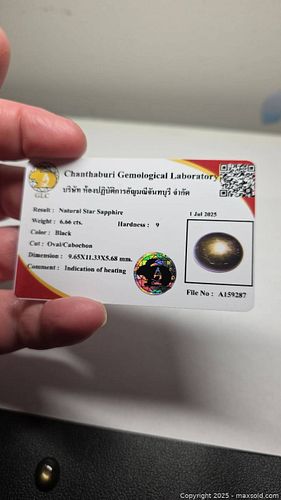 Chanthaburi Gemological Laboratory
บริษัท ห้องปฏิบัติการอัญมณีจันทบุรี จำกัด
GLC
1 Jul 2025
Result : Natural Star Sapphire
Weight : 6.66 cts. Hardness : 9
Color : Black
Cut : Oval/Cabochon
Dimension : 9.65X11.33X5.68 mm.
Comment : Indication of heating
File No : A159287
Copyright © 2025 - maxsold.com